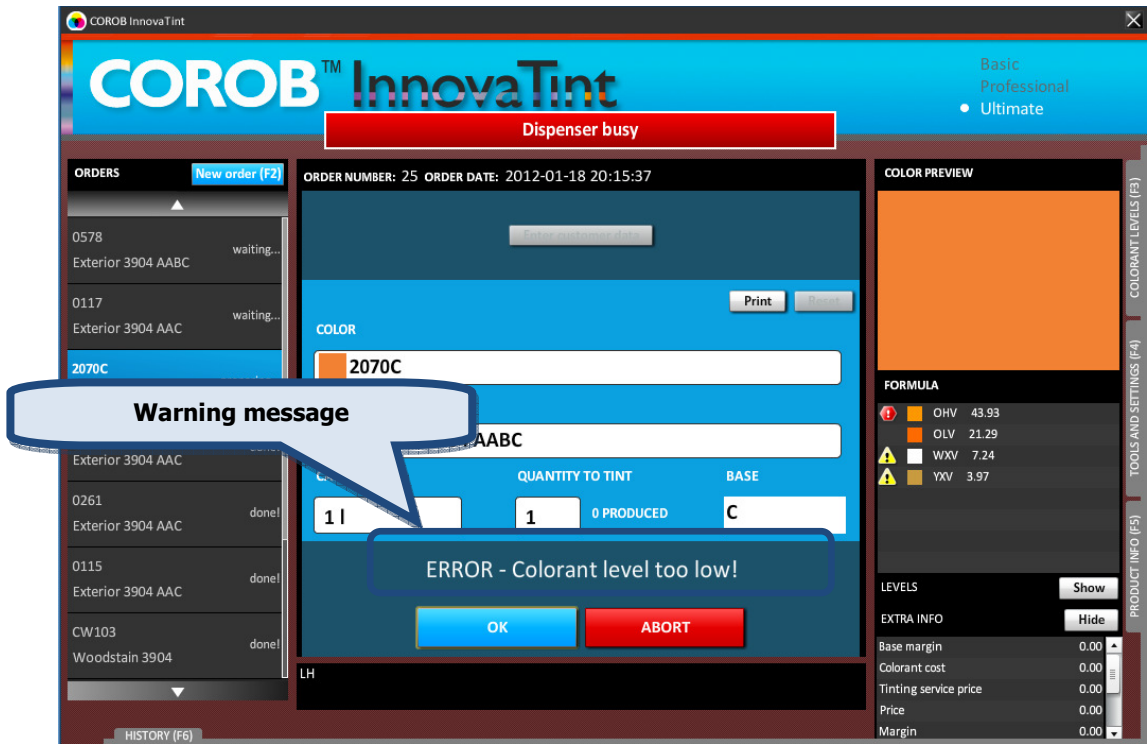 COROB InnovaTint
COROB™ InnovaTint
Basic
Professional
Ultimate
Dispenser busy
ORDERS
New order (F2)
0578
Exterior 3904 AABC
waiting...
0117
Exterior 3904 AAC
waiting...
2070C
Exterior 3904 AAC
0261
Exterior 3904 AAC
done!
0115
Exterior 3904 AAC
done!
CW103
Woodstain 3904
done!
HISTORY (F6)
ORDER NUMBER: 25 ORDER DATE: 2012-01-18 20:15:37
Enter customer data
Print
Reset
COLOR
2070C
Warning message
AABC
QUANTITY TO TINT
BASE
1 l
1
0 PRODUCED
C
ERROR - Colorant level too low!
OK
ABORT
LH
COLOR PREVIEW
FORMULA
OHV 43.93
OLV 21.29
WXV 7.24
YXV 3.97
LEVELS
Show
EXTRA INFO
Hide
Base margin 0.00
Colorant cost 0.00
Tinting service price 0.00
Price 0.00
Margin 0.00
COLORANT LEVELS (F3)
TOOLS AND SETTINGS (F4)
PRODUCT INFO (F5)